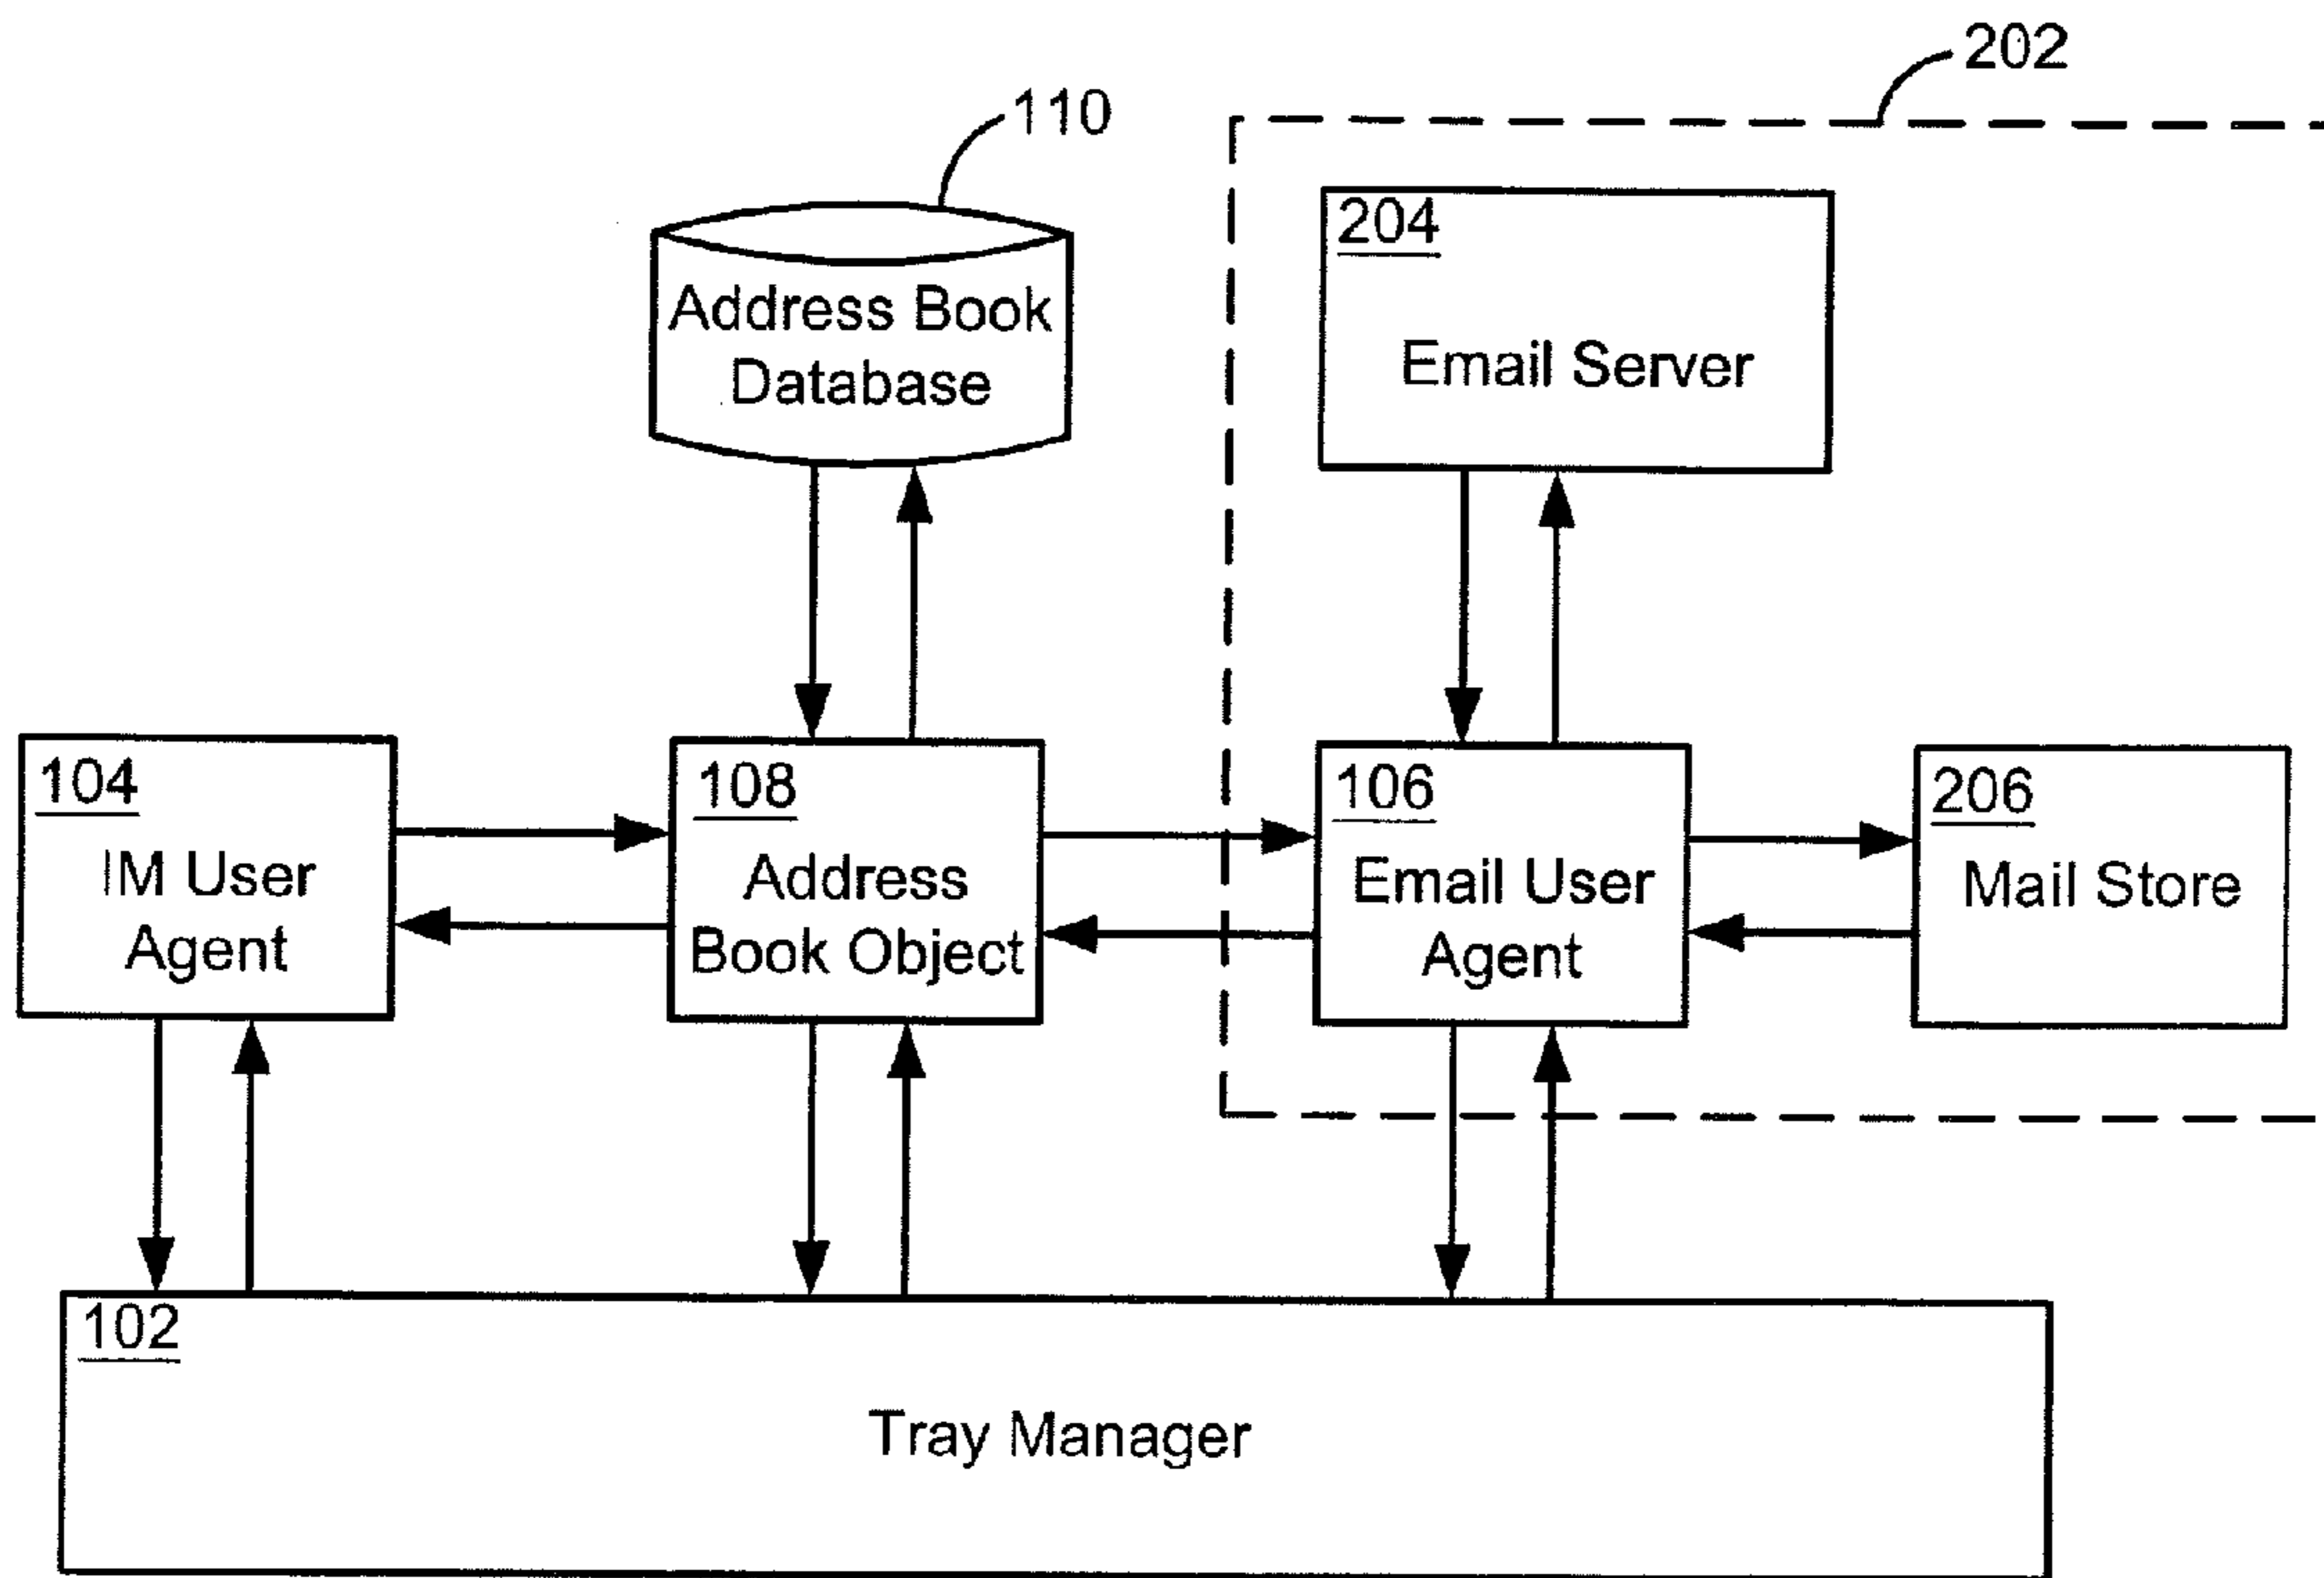 202
110
Address Book
Database
204
Email Server
104
IM User
Agent
108
Address
Book Object
106
Email User
Agent
206
Mail Store
102
Tray Manager